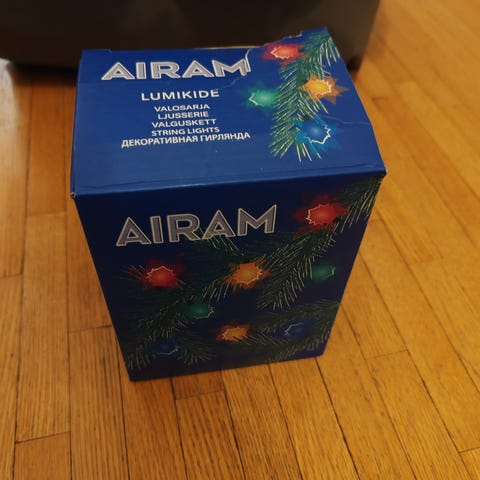 AIRAM
LUMIKIDE
VALOSARJA
LJUSSERIE
VALGUSKETT
STRING LIGHTS
ДЕКОРАТИВНАЯ ГИРЛЯНДА
AIRAM